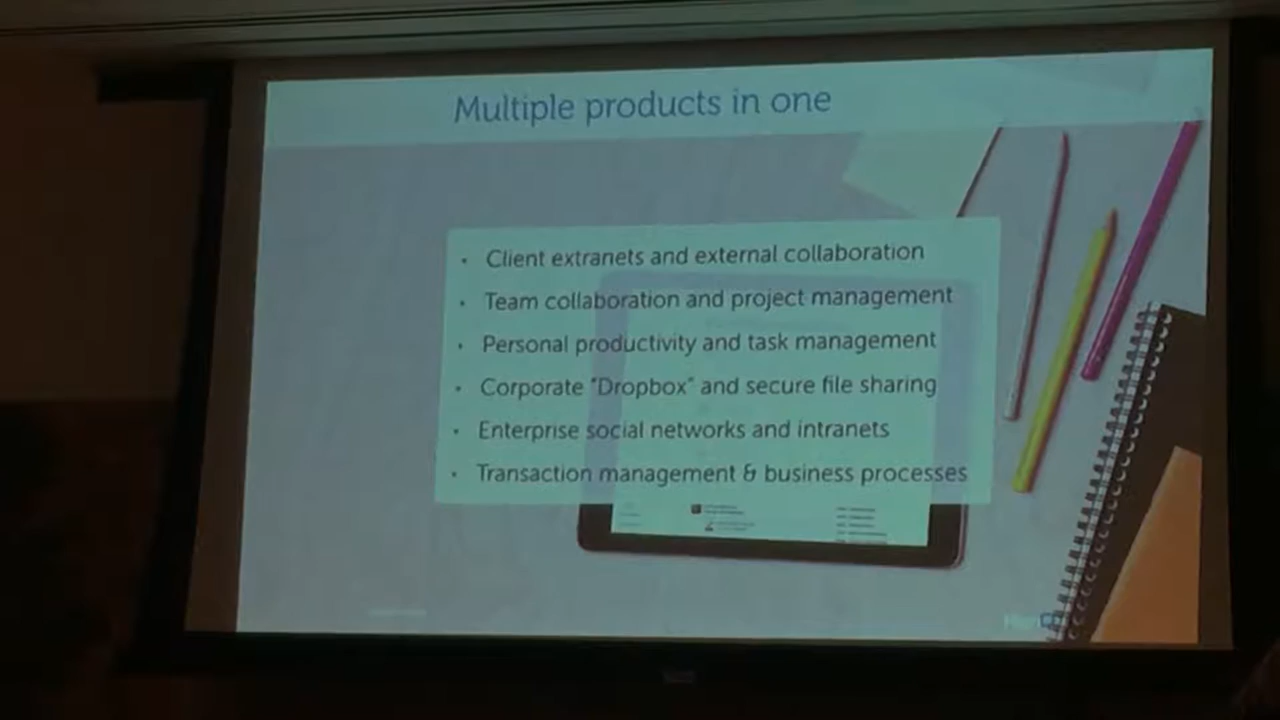 Multiple products in one
• Client extranets and external collaboration
• Team collaboration and project management
• Personal productivity and task management
• Corporate "Dropbox" and secure file sharing
• Enterprise social networks and intranets
• Transaction management & business processes